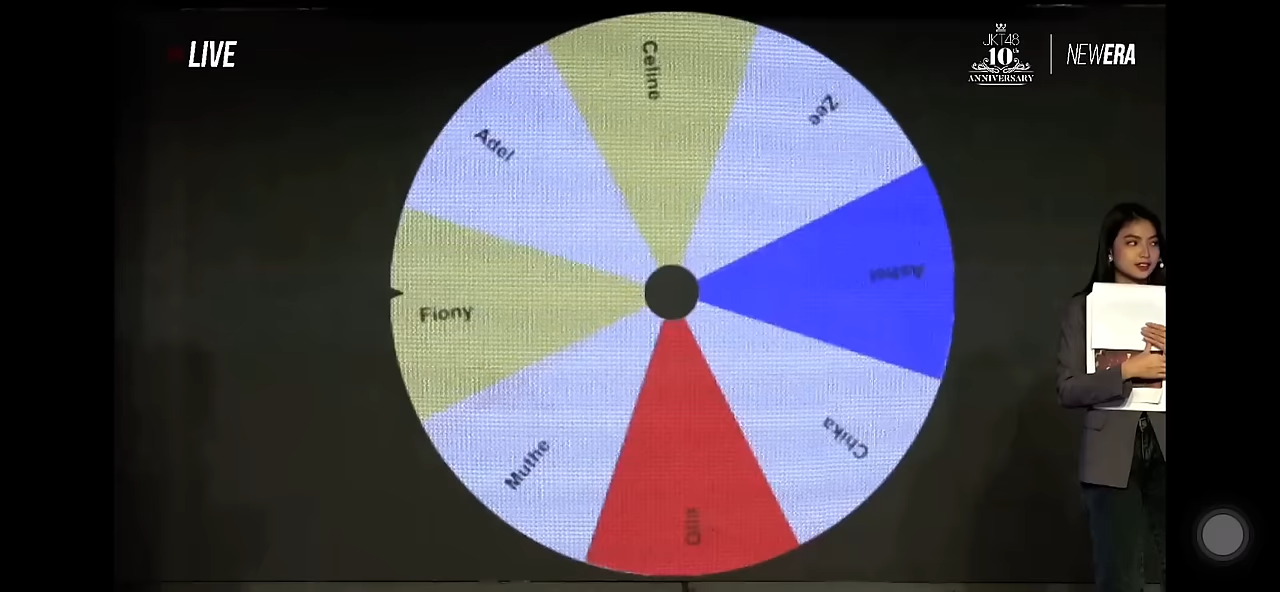 LIVE
JKT48
10th
ANNIVERSARY
NEWERA
Celine
Zee
Adel
Ashel
Fiony
Chika
Muthe
Olla